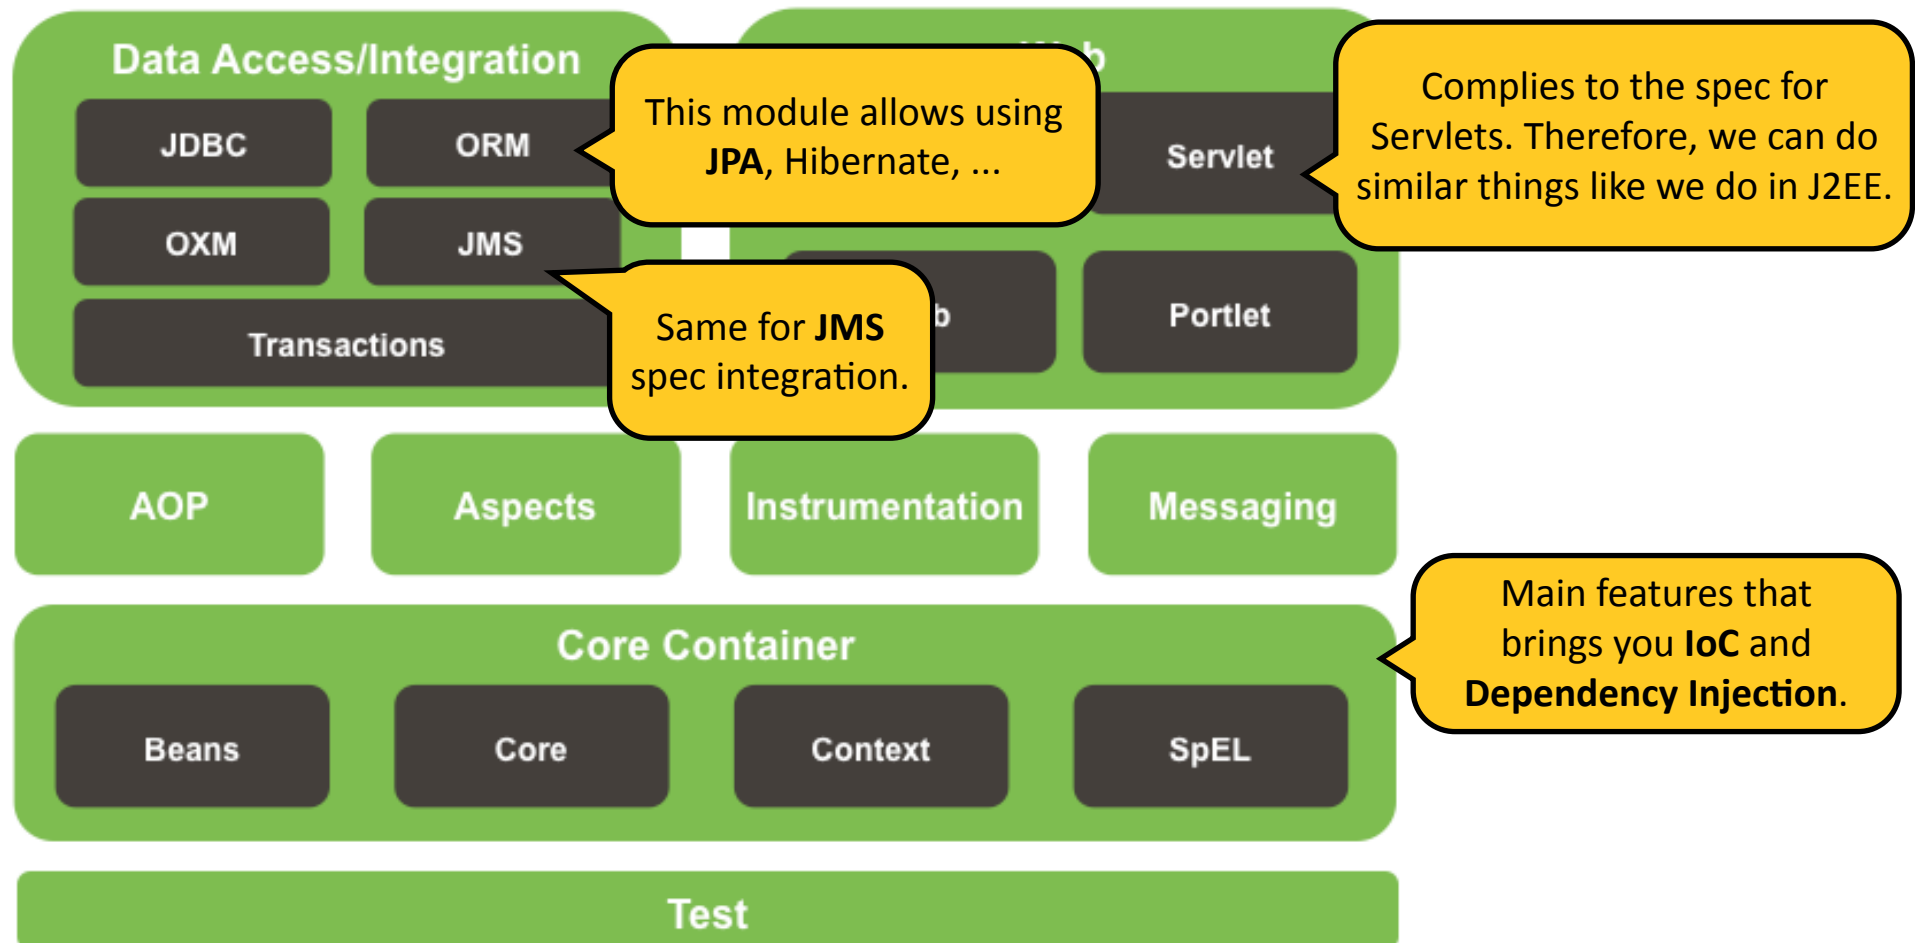 Data Access/Integration
JDBC
ORM
OXM
JMS
Transactions
This module allows using
JPA, Hibernate, ...
Same for JMS
spec integration.
Servlet
Portlet
Complies to the spec for
Servlets. Therefore, we can do
similar things like we do in J2EE.
AOP
Aspects
Instrumentation
Messaging
Core Container
Beans
Core
Context
SpEL
Main features that
brings you IoC and
Dependency Injection.
Test